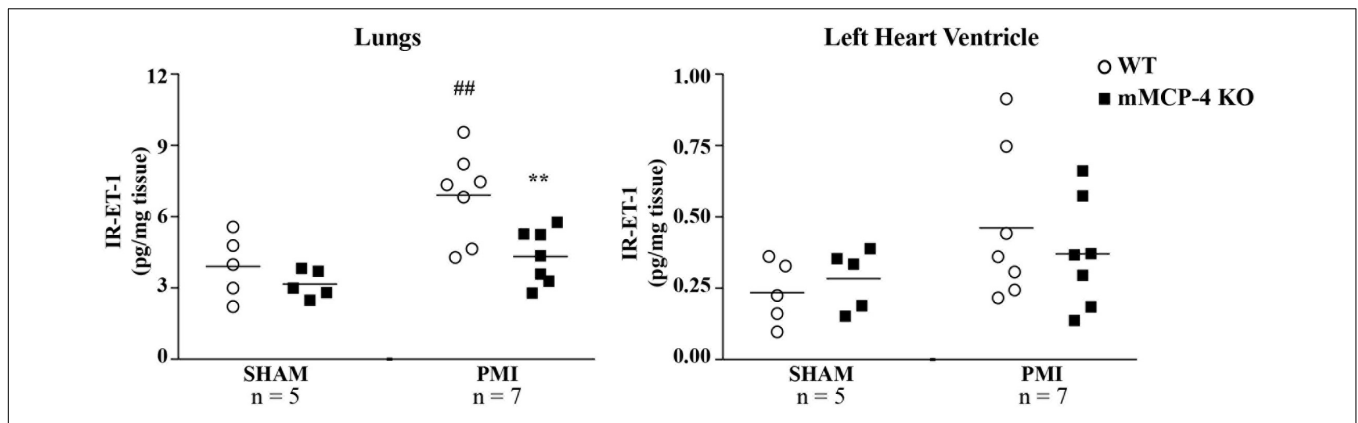 Lungs
IR-ET-1
(pg/mg tissue)
12
9
6
3
0
##
**
SHAM
n = 5
PMI
n = 7
Left Heart Ventricle
IR-ET-1
(pg/mg tissue)
1.00
0.75
0.50
0.25
0.00
SHAM
n = 5
PMI
n = 7
WT
mMCP-4 KO